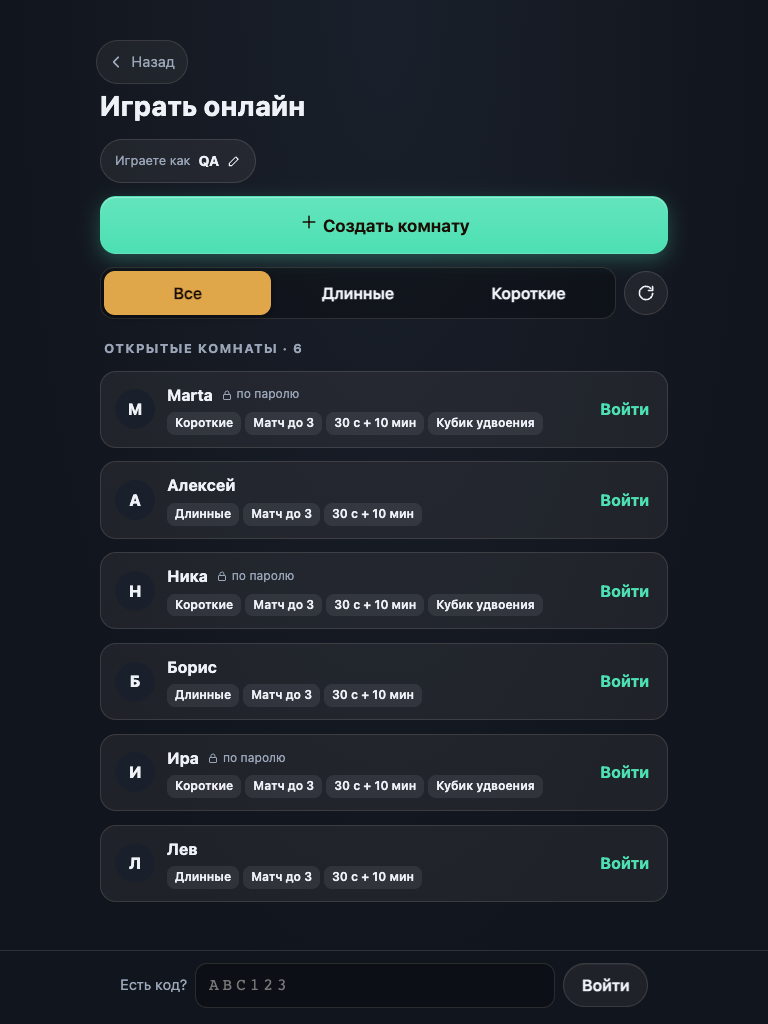 Назад
Играть онлайн
Играете как QA
+ Создать комнату
Все Длинные Короткие
ОТКРЫТЫЕ КОМНАТЫ · 6
M Marta по паролю
Короткие Матч до 3 30 с + 10 мин Кубик удвоения
Войти
А Алексей
Длинные Матч до 3 30 с + 10 мин
Войти
Н Ника по паролю
Короткие Матч до 3 30 с + 10 мин Кубик удвоения
Войти
Б Борис
Длинные Матч до 3 30 с + 10 мин
Войти
И Ира по паролю
Короткие Матч до 3 30 с + 10 мин Кубик удвоения
Войти
Л Лев
Длинные Матч до 3 30 с + 10 мин
Войти
Есть код? ABC123 Войти